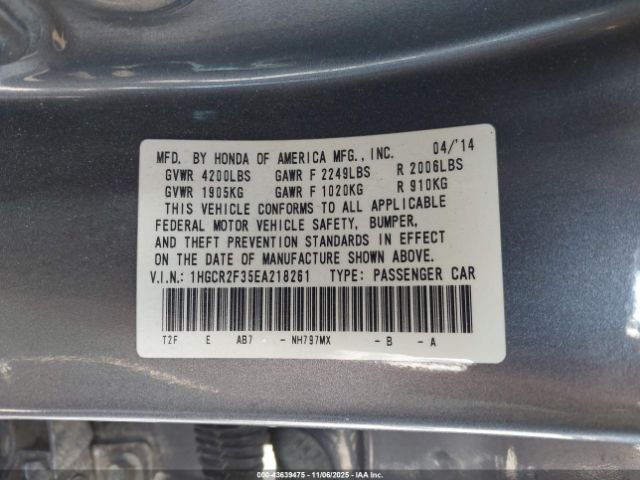 MFD. BY HONDA OF AMERICA MFG., INC. 04/'14
GVWR 4200LBS GAWR F 2249LBS R 2006LBS
GVWR 1905KG GAWR F 1020KG R 910KG
THIS VEHICLE CONFORMS TO ALL APPLICABLE
FEDERAL MOTOR VEHICLE SAFETY, BUMPER,
AND THEFT PREVENTION STANDARDS IN EFFECT
ON THE DATE OF MANUFACTURE SHOWN ABOVE.
V.I.N.: 1HGCR2F35EA218261 TYPE: PASSENGER CAR
T2F E AB7 - NH797MX - B - A
00-43639475 - 11/06/2025 - IAA Inc.